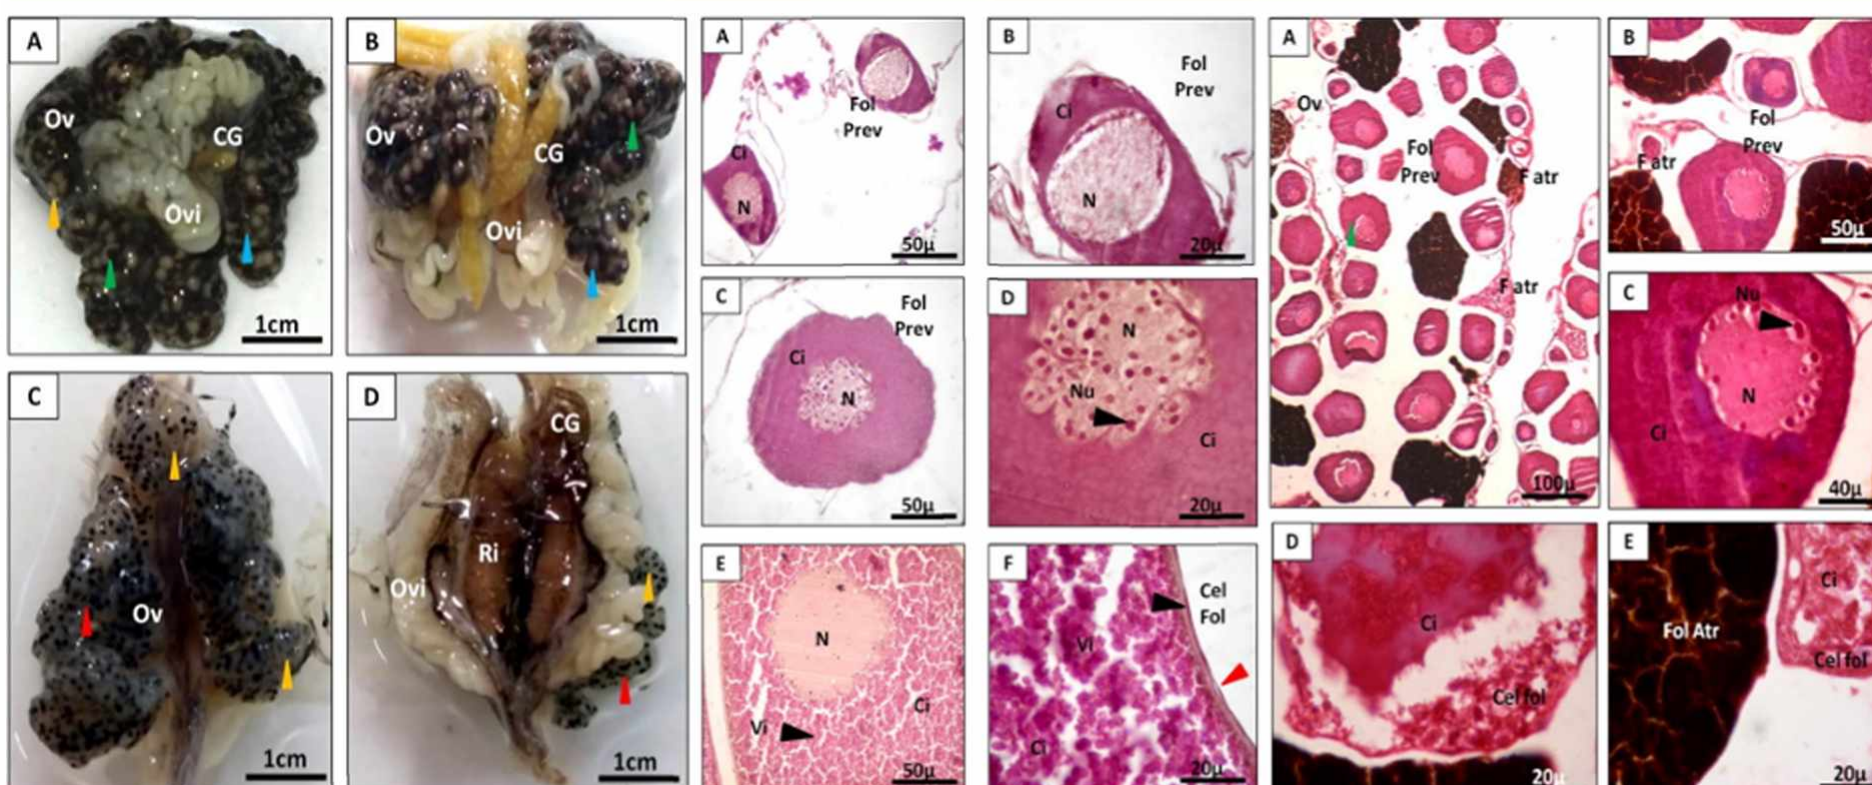 A
Ov
CG
Ovi
1cm
B
Ov
CG
Ovi
1cm
C
Ov
1cm
D
CG
Ri
Ovi
1cm
A
Fol
Prev
Ci
N
50µ
B
Fol
Prev
Ci
N
20µ
C
Fol
Prev
Ci
N
50µ
D
N
Nu
Ci
20µ
E
N
Vi
Ci
50µ
F
Cel
Fol
Vi
Ci
20µ
A
Ov
Fol
Prev
F atr
F atr
100µ
B
Fol
Prev
F atr
50µ
C
Nu
N
Ci
40µ
D
Ci
Cel fol
20µ
E
Ci
Fol Atr
Cel fol
20µ